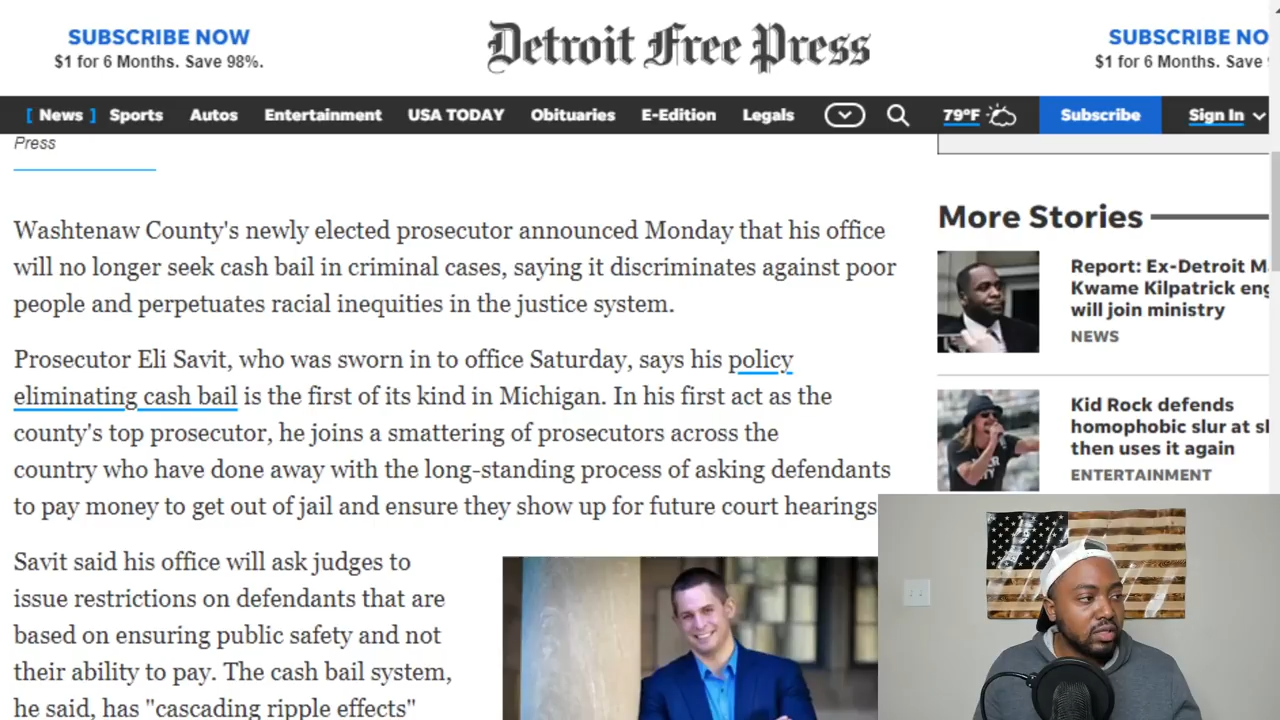 SUBSCRIBE NOW
$1 for 6 Months. Save 98%.
Detroit Free Press
SUBSCRIBE NO
$1 for 6 Months. Save
[ News ] Sports Autos Entertainment USA TODAY Obituaries E-Edition Legals 79°F Subscribe Sign In
Press
Washtenaw County's newly elected prosecutor announced Monday that his office
will no longer seek cash bail in criminal cases, saying it discriminates against poor
people and perpetuates racial inequities in the justice system.
Prosecutor Eli Savit, who was sworn in to office Saturday, says his policy
eliminating cash bail is the first of its kind in Michigan. In his first act as the
county's top prosecutor, he joins a smattering of prosecutors across the
country who have done away with the long-standing process of asking defendants
to pay money to get out of jail and ensure they show up for future court hearings
Savit said his office will ask judges to
issue restrictions on defendants that are
based on ensuring public safety and not
their ability to pay. The cash bail system,
he said, has "cascading ripple effects"
More Stories
Report: Ex-Detroit M
Kwame Kilpatrick eng
will join ministry
NEWS
Kid Rock defends
homophobic slur at sl
then uses it again
ENTERTAINMENT